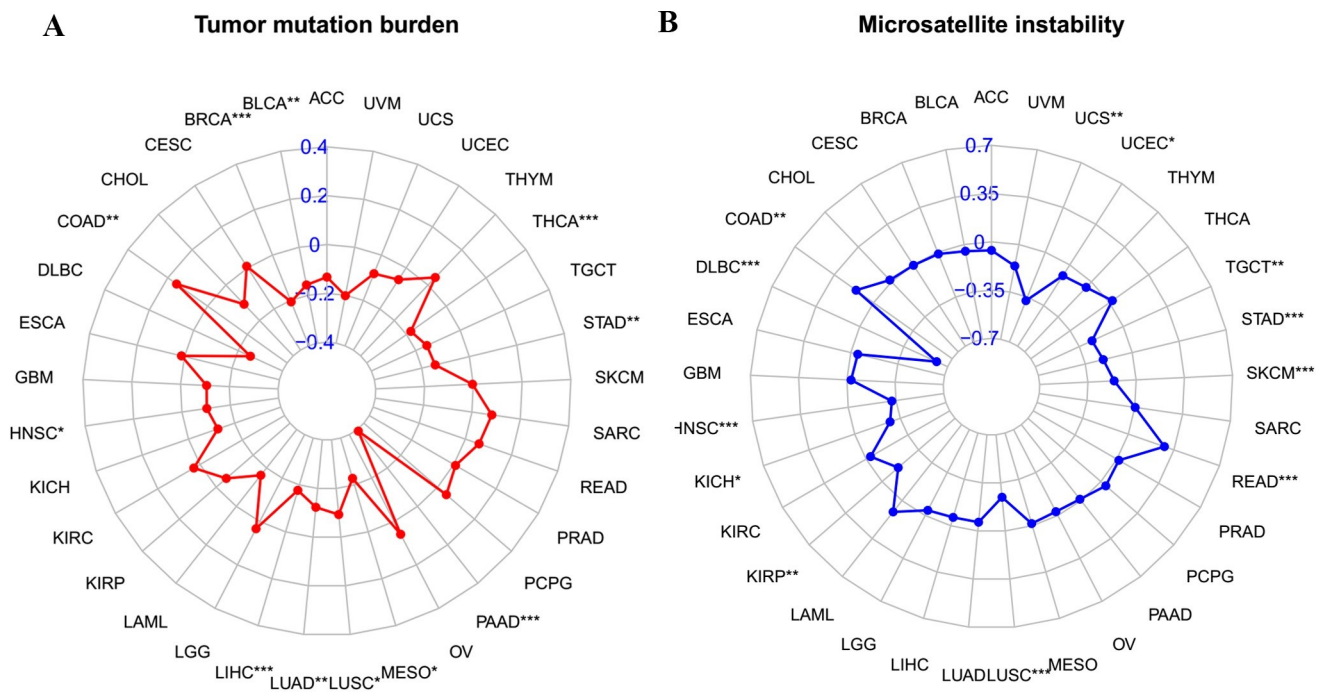 A
Tumor mutation burden
ACC
UVM
UCS
UCEC
THYM
THCA***
TGCT
STAD**
SKCM
SARC
READ
PRAD
PCPG
PAAD***
OV
MESO*
LUSC*
LUAD**
LIHC***
LGG
LAML
KIRP
KIRC
KICH
HNSC*
GBM
ESCA
DLBC
COAD**
CHOL
CESC
BRCA***
BLCA**
0.4
0.2
0
−0.2
−0.4
B
Microsatellite instability
ACC
UVM
UCS**
UCEC*
THYM
THCA
TGCT**
STAD***
SKCM***
SARC
READ***
PRAD
PCPG
PAAD
OV
MESO
LUSC***
LUAD
LIHC
LGG
LAML
KIRP**
KIRC
KICH*
HNSC***
GBM
ESCA
DLBC***
COAD**
CHOL
CESC
BRCA
BLCA
0.7
0.35
0
−0.35
−0.7